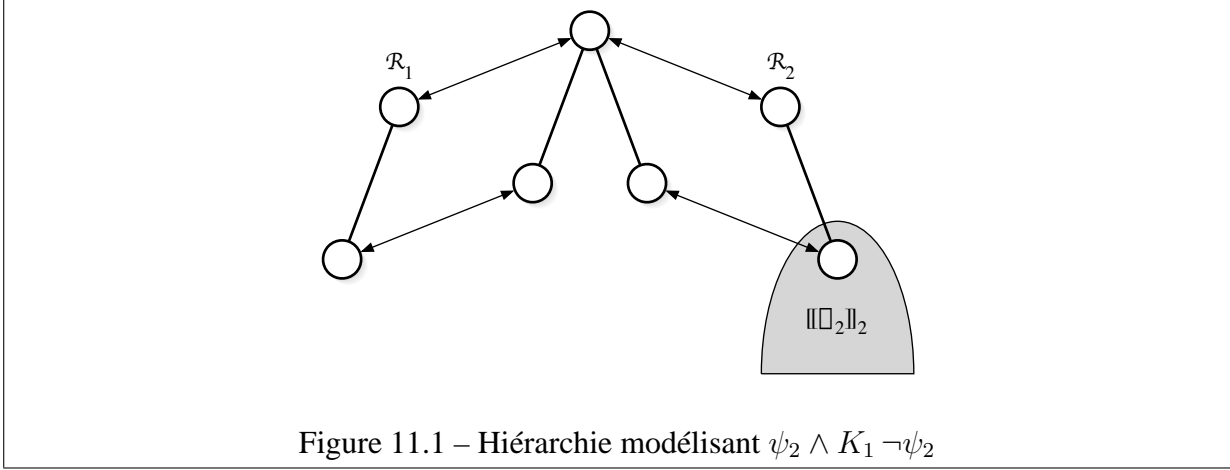 ℛ₁ ℛ₂
⟦□₂⟧₂
Figure 11.1 – Hiérarchie modélisant ψ₂ ∧ K₁ ¬ψ₂